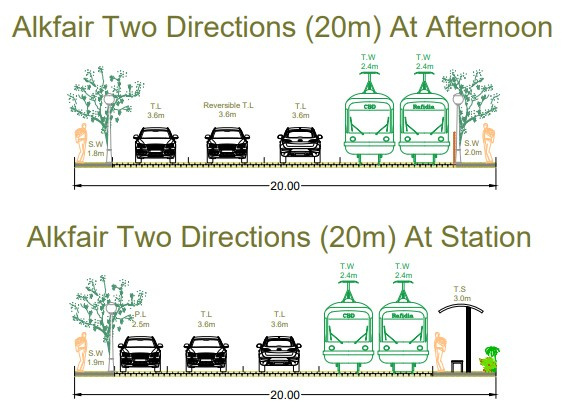 Alkfair Two Directions (20m) At Afternoon
T.W
2.4m
T.W
2.4m
T.L
3.6m
Reversible T.L
3.6m
T.L
3.6m
CBD
Rafidia
S.W
1.8m
S.W
2.0m
20.00
Alkfair Two Directions (20m) At Station
T.W
2.4m
T.W
2.4m
T.S
3.0m
P.L
2.5m
T.L
3.6m
T.L
3.6m
CBD
Rafidia
S.W
1.9m
20.00